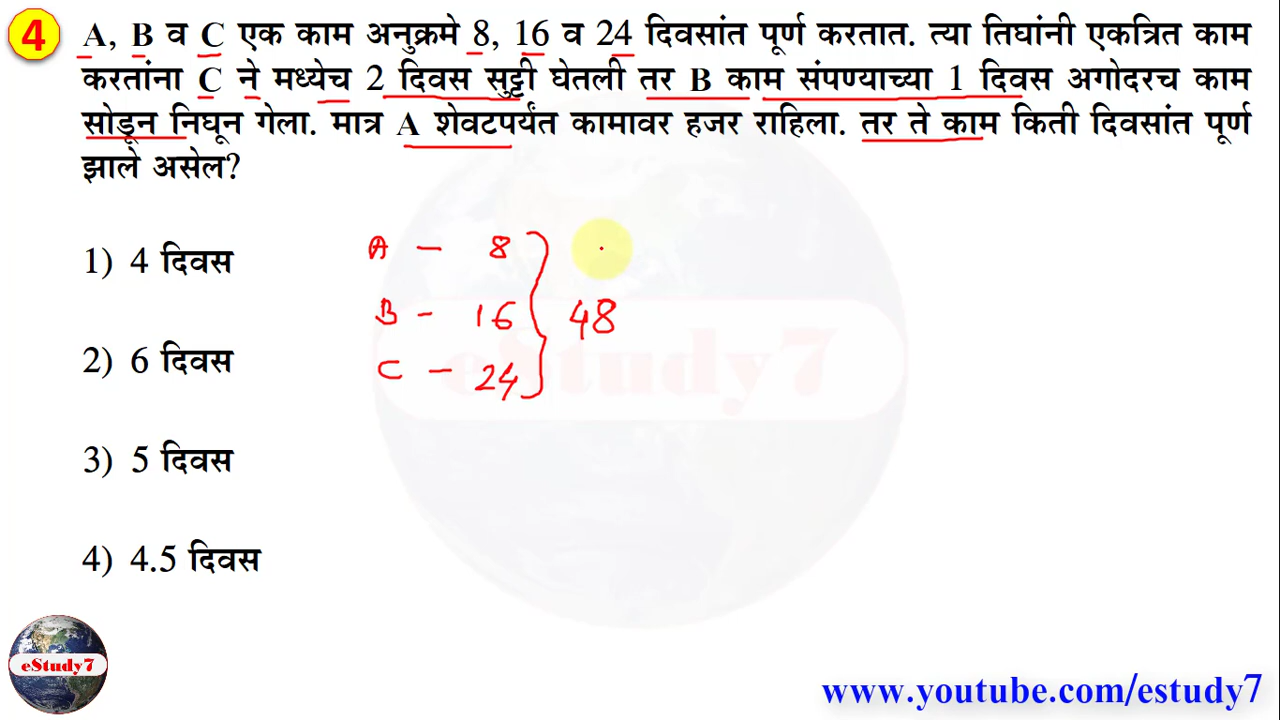 4
A, B व C एक काम अनुक्रमे 8, 16 व 24 दिवसांत पूर्ण करतात. त्या तिघांनी एकत्रित काम
करतांना C ने मध्येच 2 दिवस सुट्टी घेतली तर B काम संपण्याच्या 1 दिवस अगोदरच काम
सोडून निघून गेला. मात्र A शेवटपर्यंत कामावर हजर राहिला. तर ते काम किती दिवसांत पूर्ण
झाले असेल?
1) 4 दिवस
A - 8
B - 16
48
2) 6 दिवस
C - 24
eStudy7
3) 5 दिवस
4) 4.5 दिवस
eStudy7
www.youtube.com/estudy7